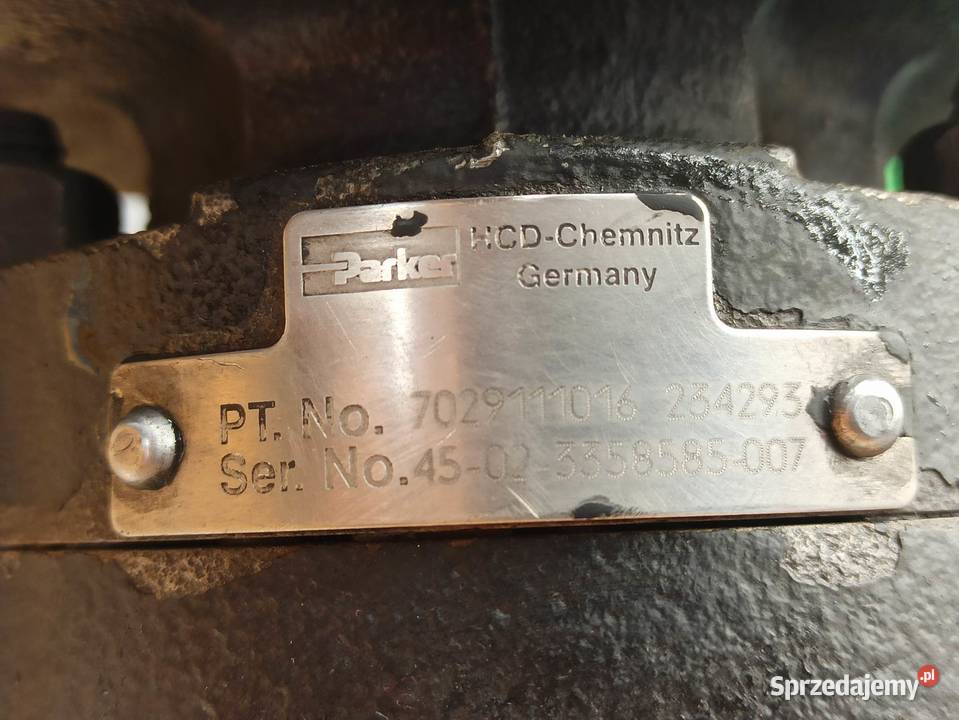 Parker
HCD-Chemnitz
Germany
PT. No. 7029111016 234293
Ser. No. 45-02 3358585-007
Sprzedajemy.pl